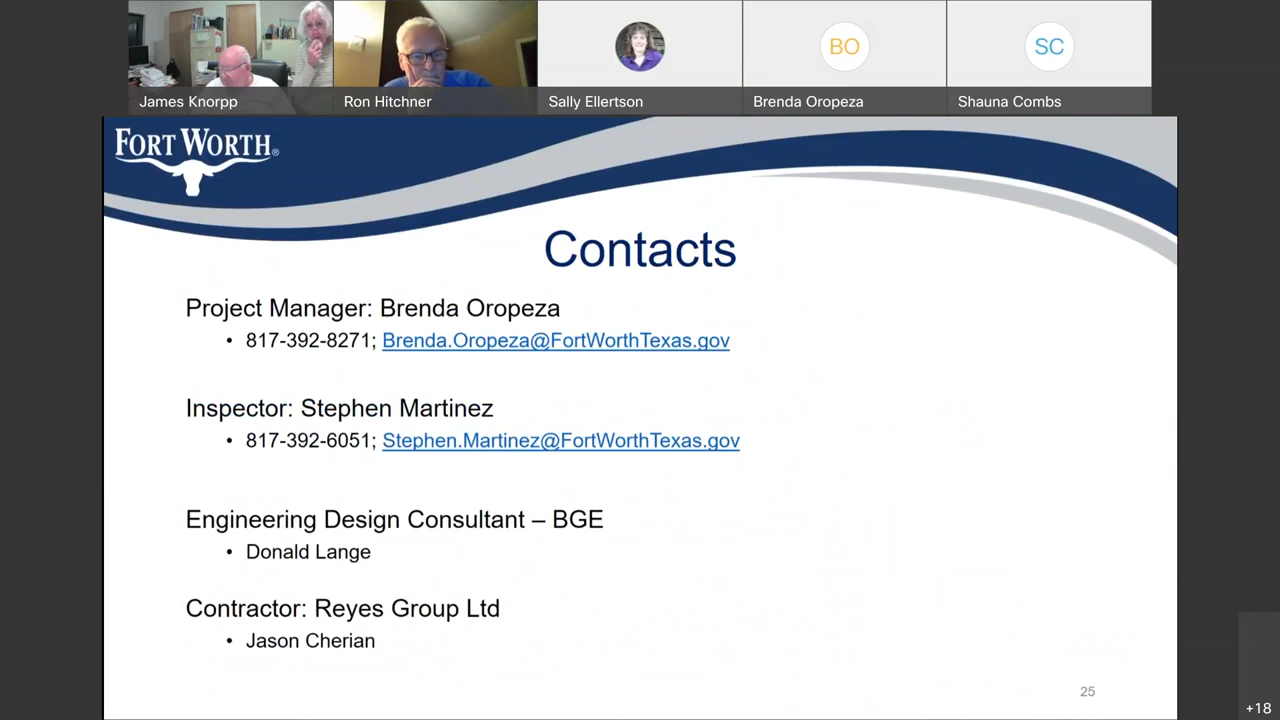 James Knorpp
Ron Hitchner
Sally Ellertson
BO
Brenda Oropeza
SC
Shauna Combs
FORT WORTH®
Contacts
Project Manager: Brenda Oropeza
• 817-392-8271; Brenda.Oropeza@FortWorthTexas.gov
Inspector: Stephen Martinez
• 817-392-6051; Stephen.Martinez@FortWorthTexas.gov
Engineering Design Consultant – BGE
• Donald Lange
Contractor: Reyes Group Ltd
• Jason Cherian
25
+18